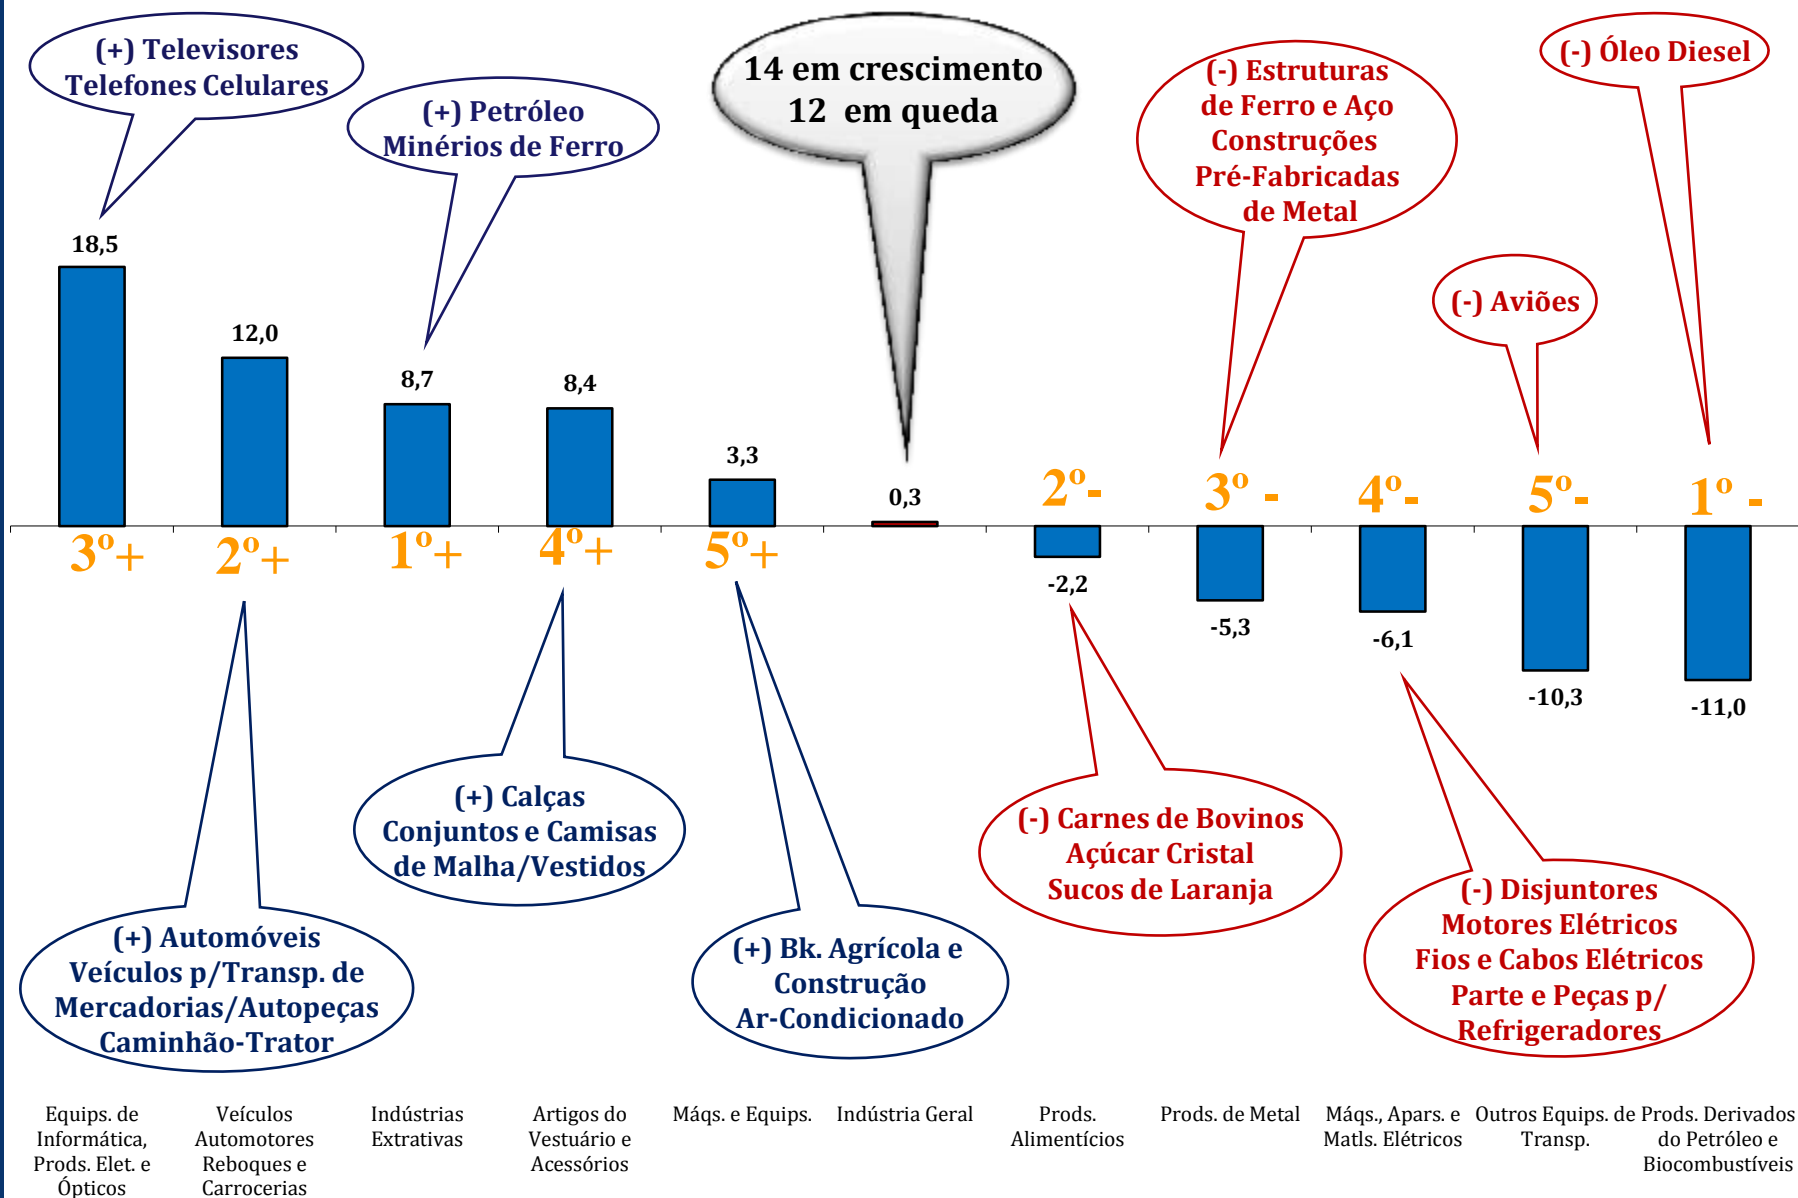 (+) Televisores
Telefones Celulares
(+) Petróleo
Minérios de Ferro
14 em crescimento
12 em queda
(-) Estruturas
de Ferro e Aço
Construções
Pré-Fabricadas
de Metal
(-) Óleo Diesel
(-) Aviões
18,5
12,0
8,7
8,4
3,3
0,3
2º-
3º -
4º-
5º-
1º -
3º+
2º+
1º+
4º+
5º+
-2,2
-5,3
-6,1
-10,3
-11,0
(+) Calças
Conjuntos e Camisas
de Malha/Vestidos
(-) Carnes de Bovinos
Açúcar Cristal
Sucos de Laranja
(+) Automóveis
Veículos p/Transp. de
Mercadorias/Autopeças
Caminhão-Trator
(+) Bk. Agrícola e
Construção
Ar-Condicionado
(-) Disjuntores
Motores Elétricos
Fios e Cabos Elétricos
Parte e Peças p/
Refrigeradores
Equips. de
Informática,
Prods. Elet. e
Ópticos
Veículos
Automotores
Reboques e
Carrocerias
Indústrias
Extrativas
Artigos do
Vestuário e
Acessórios
Máqs. e Equips.
Indústria Geral
Prods.
Alimentícios
Prods. de Metal
Máqs., Apars. e
Matls. Elétricos
Outros Equips. de
Transp.
Prods. Derivados
do Petróleo e
Biocombustíveis